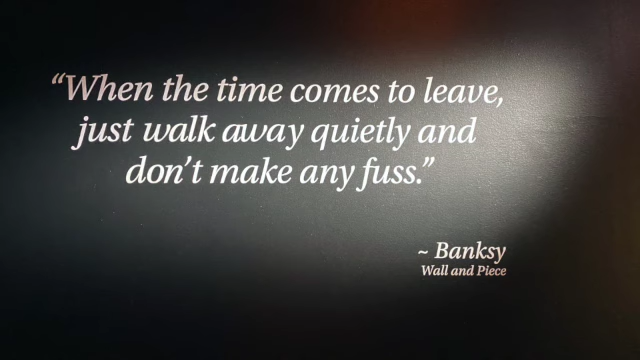 “When the time comes to leave,
just walk away quietly and
don’t make any fuss.”
~ Banksy
Wall and Piece